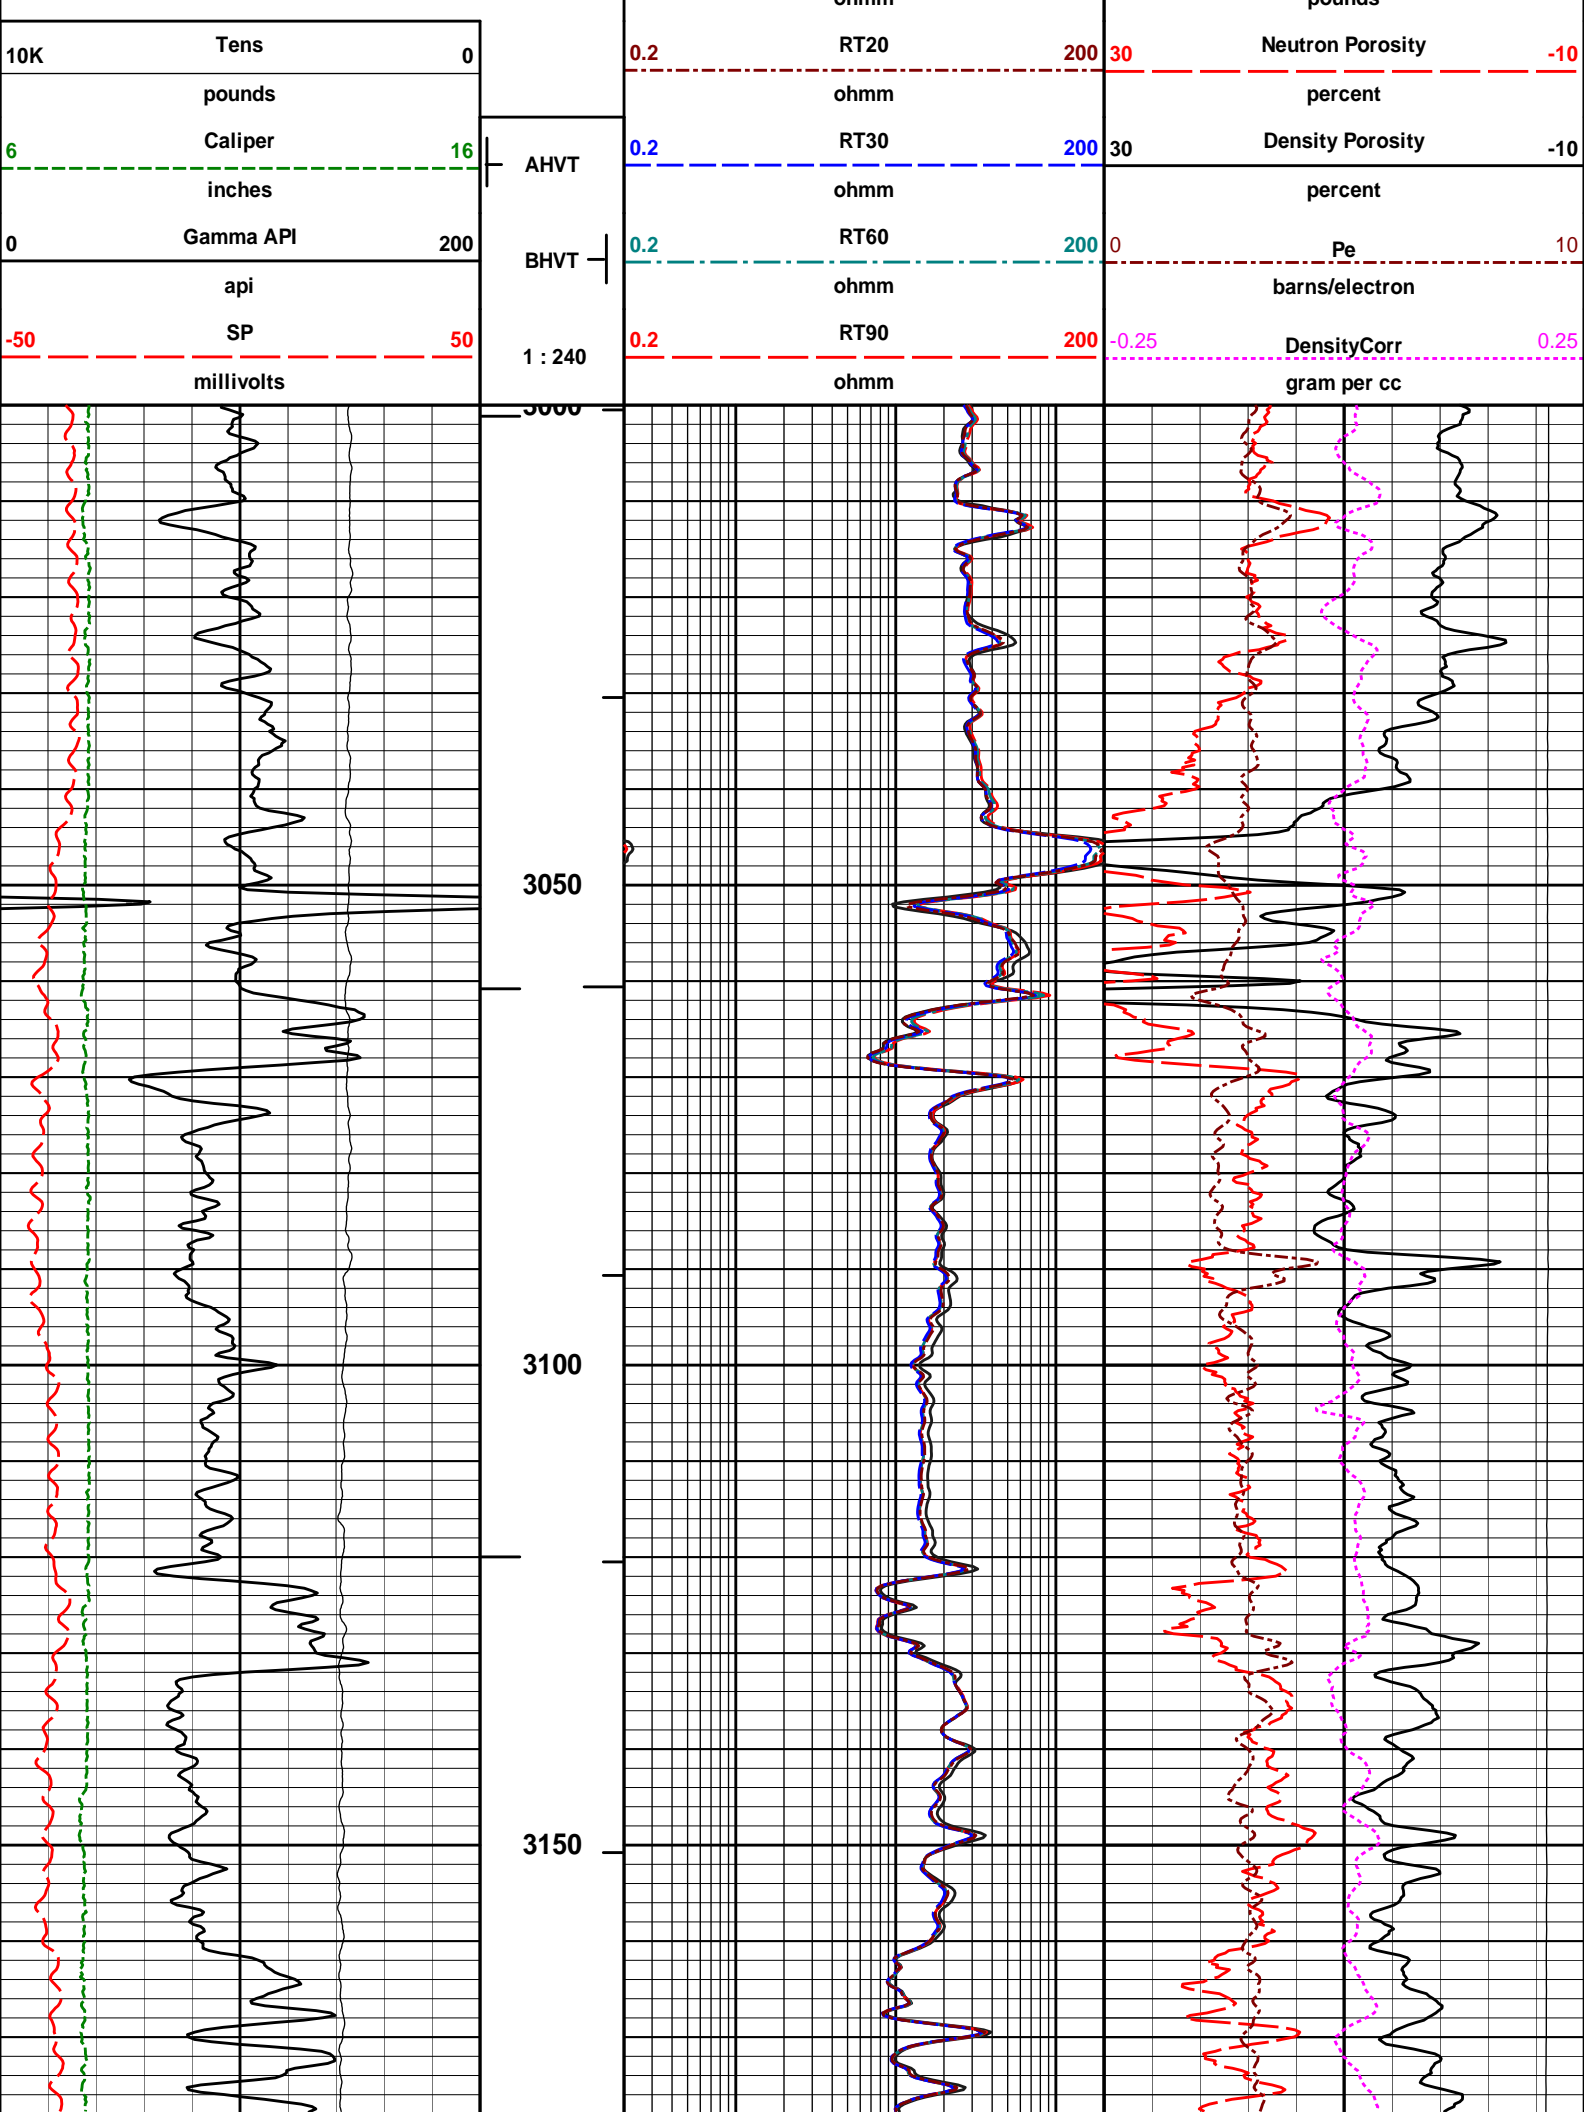 ohmm
pounds
Tens
10K 0
pounds
Caliper
6 16
inches
Gamma API
0 200
api
SP
-50 50
millivolts
AHVT
BHVT
1 : 240
RT20
0.2 200
ohmm
RT30
0.2 200
ohmm
RT60
0.2 200
ohmm
RT90
0.2 200
ohmm
Neutron Porosity
30 -10
percent
Density Porosity
30 -10
percent
Pe
0 10
barns/electron
DensityCorr
-0.25 0.25
gram per cc
3000
3050
3100
3150